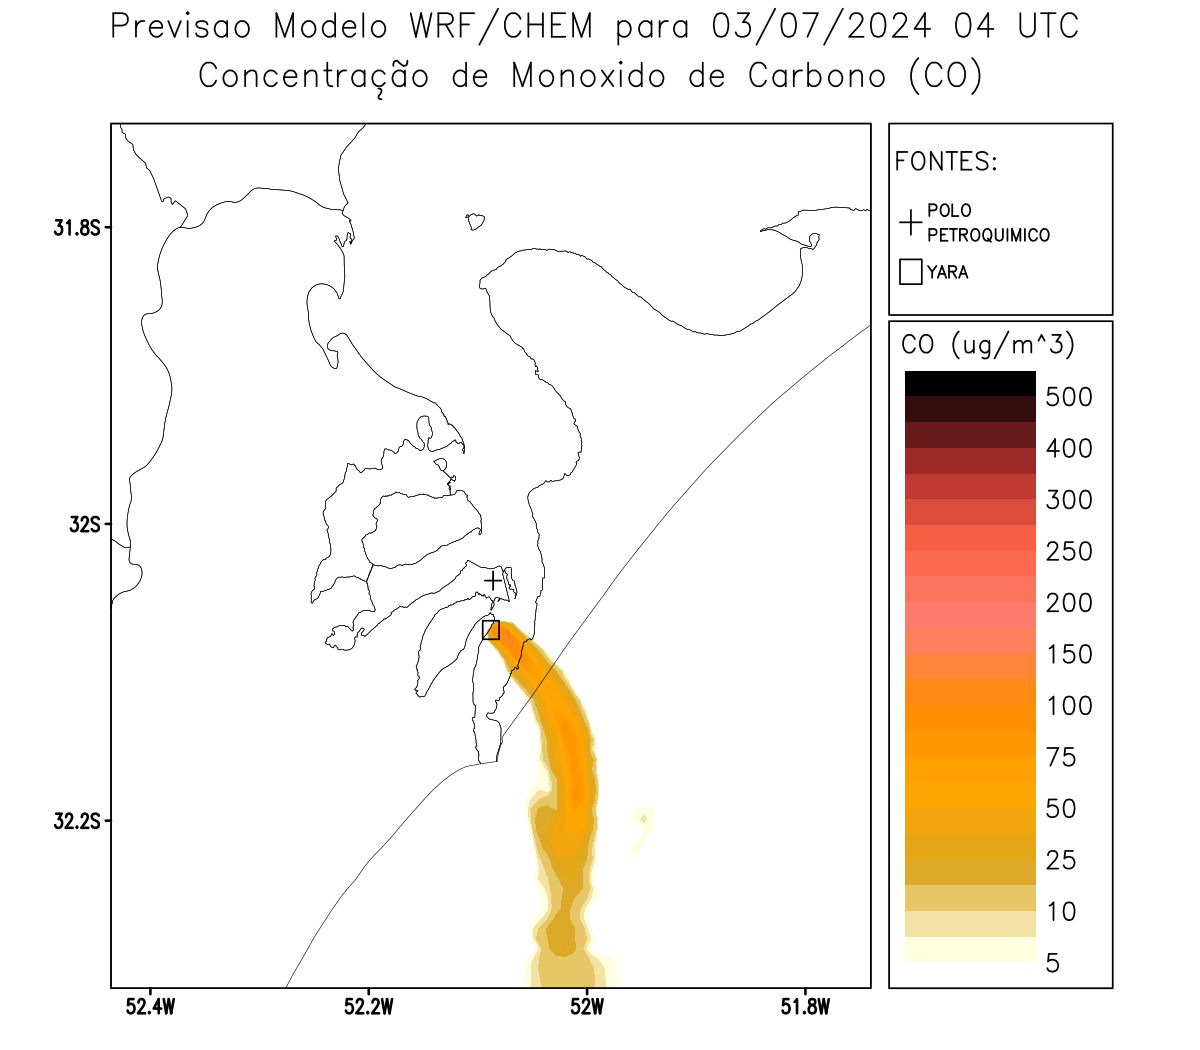 Previsao Modelo WRF/CHEM para 03/07/2024 04 UTC
Concentração de Monoxido de Carbono (CO)
FONTES:
POLO
PETROQUIMICO
YARA
31.8S
32S
32.2S
52.4W
52.2W
52W
51.8W
CO (ug/m^3)
500
400
300
250
200
150
100
75
50
25
10
5